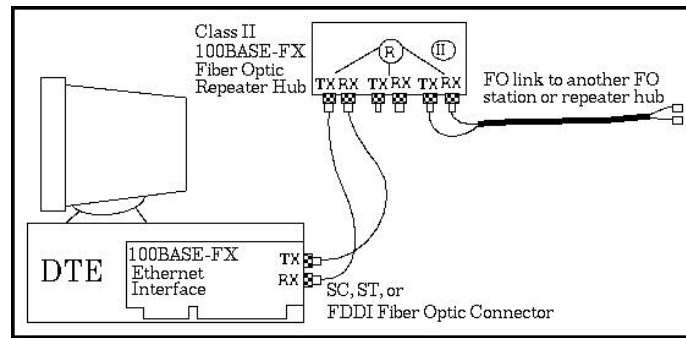 Class II
100BASE-FX
Fiber Optic
Repeater Hub
R
II
TX RX TX RX TX RX
FO link to another FO
station or repeater hub
DTE
100BASE-FX
Ethernet
Interface
TX
RX
SC, ST, or
FDDI Fiber Optic Connector